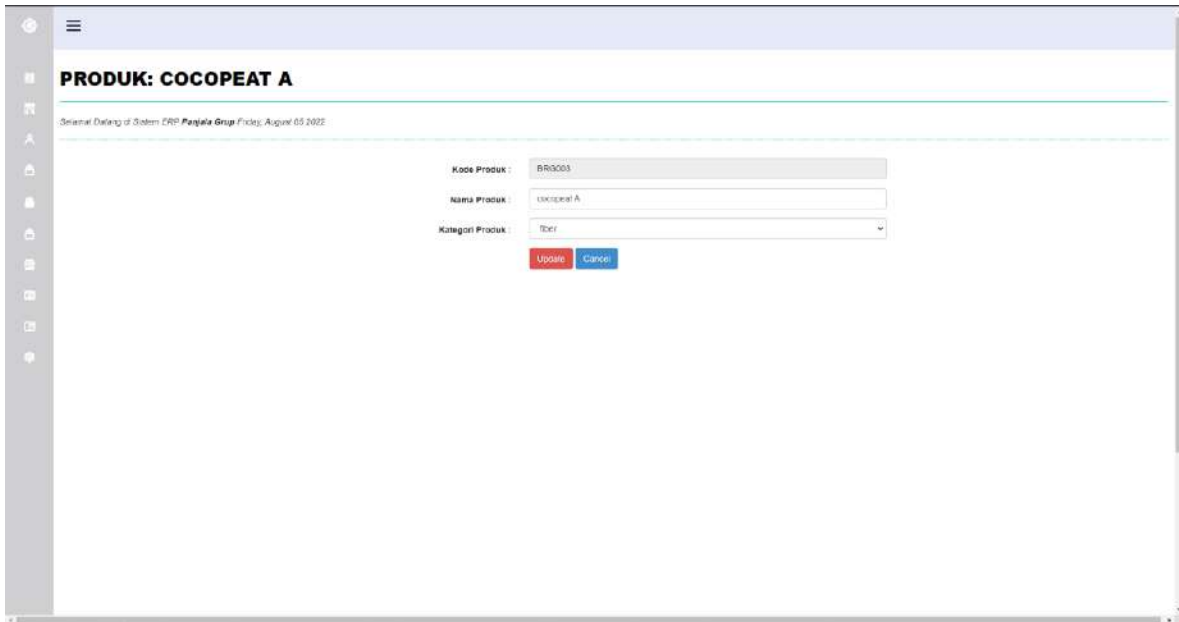 PRODUK: COCOPEAT A
Selamat Datang di Sistem ERP Panjala Grup Friday, August 05 2022
Kode Produk :
BRG003
Nama Produk :
cocopeat A
Kategori Produk :
fiber
Update Cancel